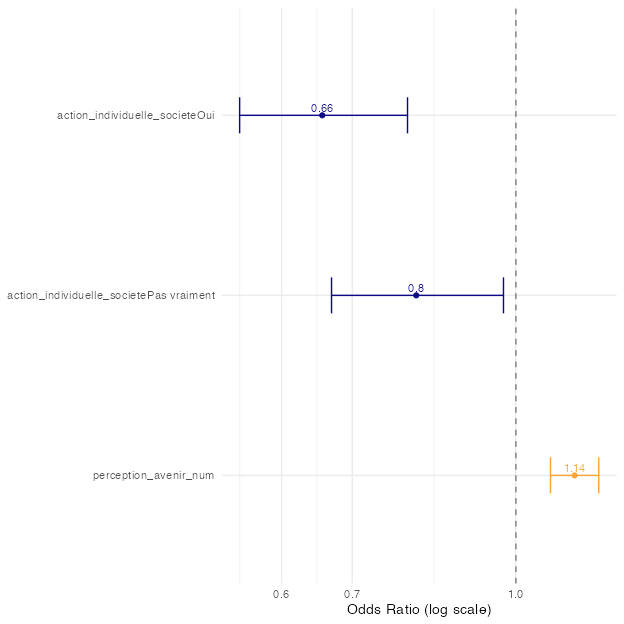 0.66
action_individuelle_societeOui
0.8
action_individuelle_societePas vraiment
1.14
perception_avenir_num
0.6
0.7
1.0
Odds Ratio (log scale)